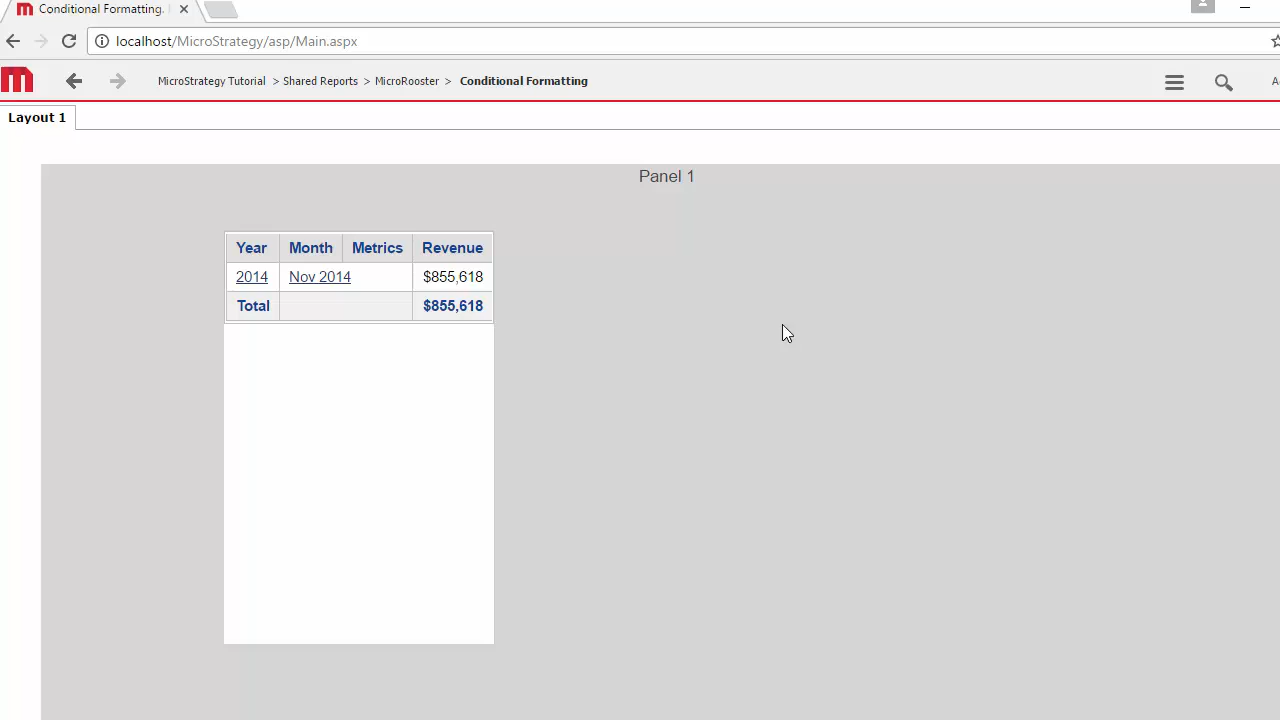 Conditional Formatting.
localhost/MicroStrategy/asp/Main.aspx
MicroStrategy Tutorial > Shared Reports > MicroRooster > Conditional Formatting
Layout 1
Panel 1
Year Month Metrics Revenue
2014 Nov 2014 $855,618
Total $855,618